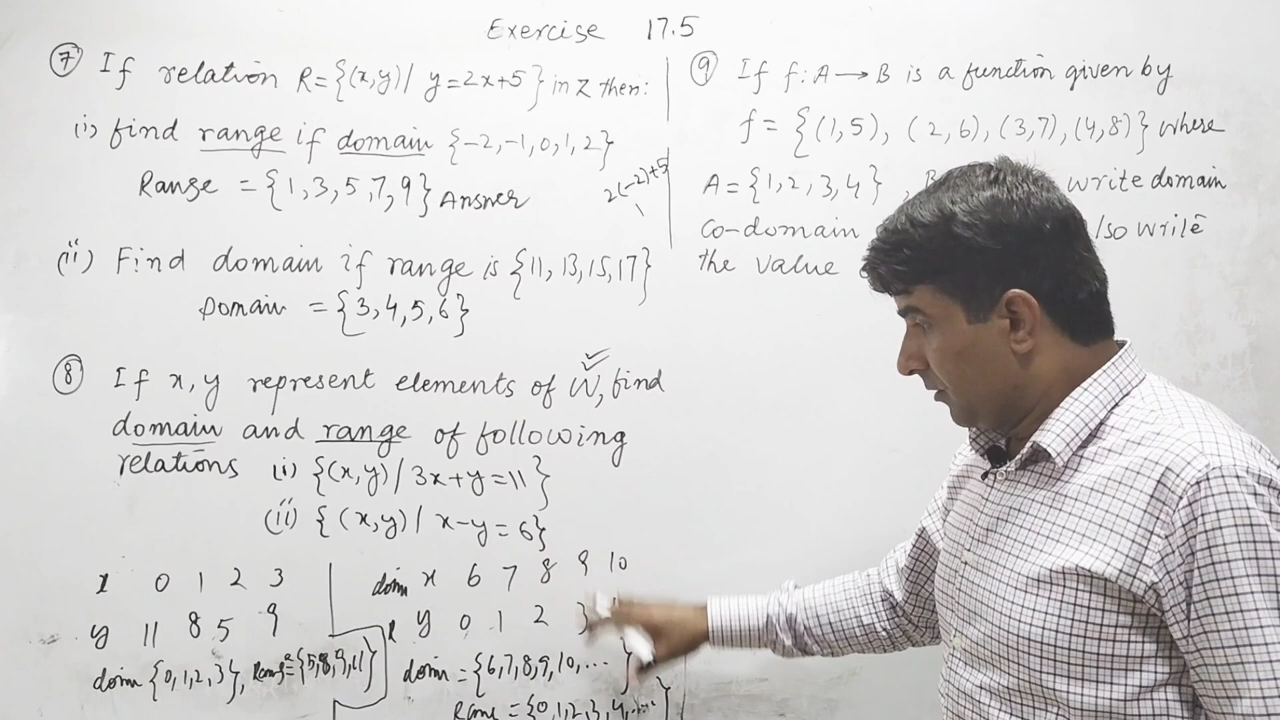 Exercise 17.5
⑦ If relation R={(x,y)/ y=2x+5} in Z then:
(i) find range if domain {-2,-1,0,1,2}
Range = {1,3,5,7,9} Answer
2(-2)+5
(ii) Find domain if range is {11,13,15,17}
Domain = {3,4,5,6}
⑧ If x,y represent elements of W, find
domain and range of following
relations (i) {(x,y)/ 3x+y=11}
(ii) {(x,y)/ x-y=6}
x 0 1 2 3
y 11 8 5 9
dom {0,1,2,3}, Range={5,8,9,11}
dom x 6 7 8 9 10
R y 0 1 2 3
dom = {6,7,8,9,10,...}
Range = {0,1,2,3,4,...}
⑨ If f:A→B is a function given by
f= {(1,5), (2,6), (3,7), (4,8)} where
A={1,2,3,4}, write domain
co-domain also write
the value